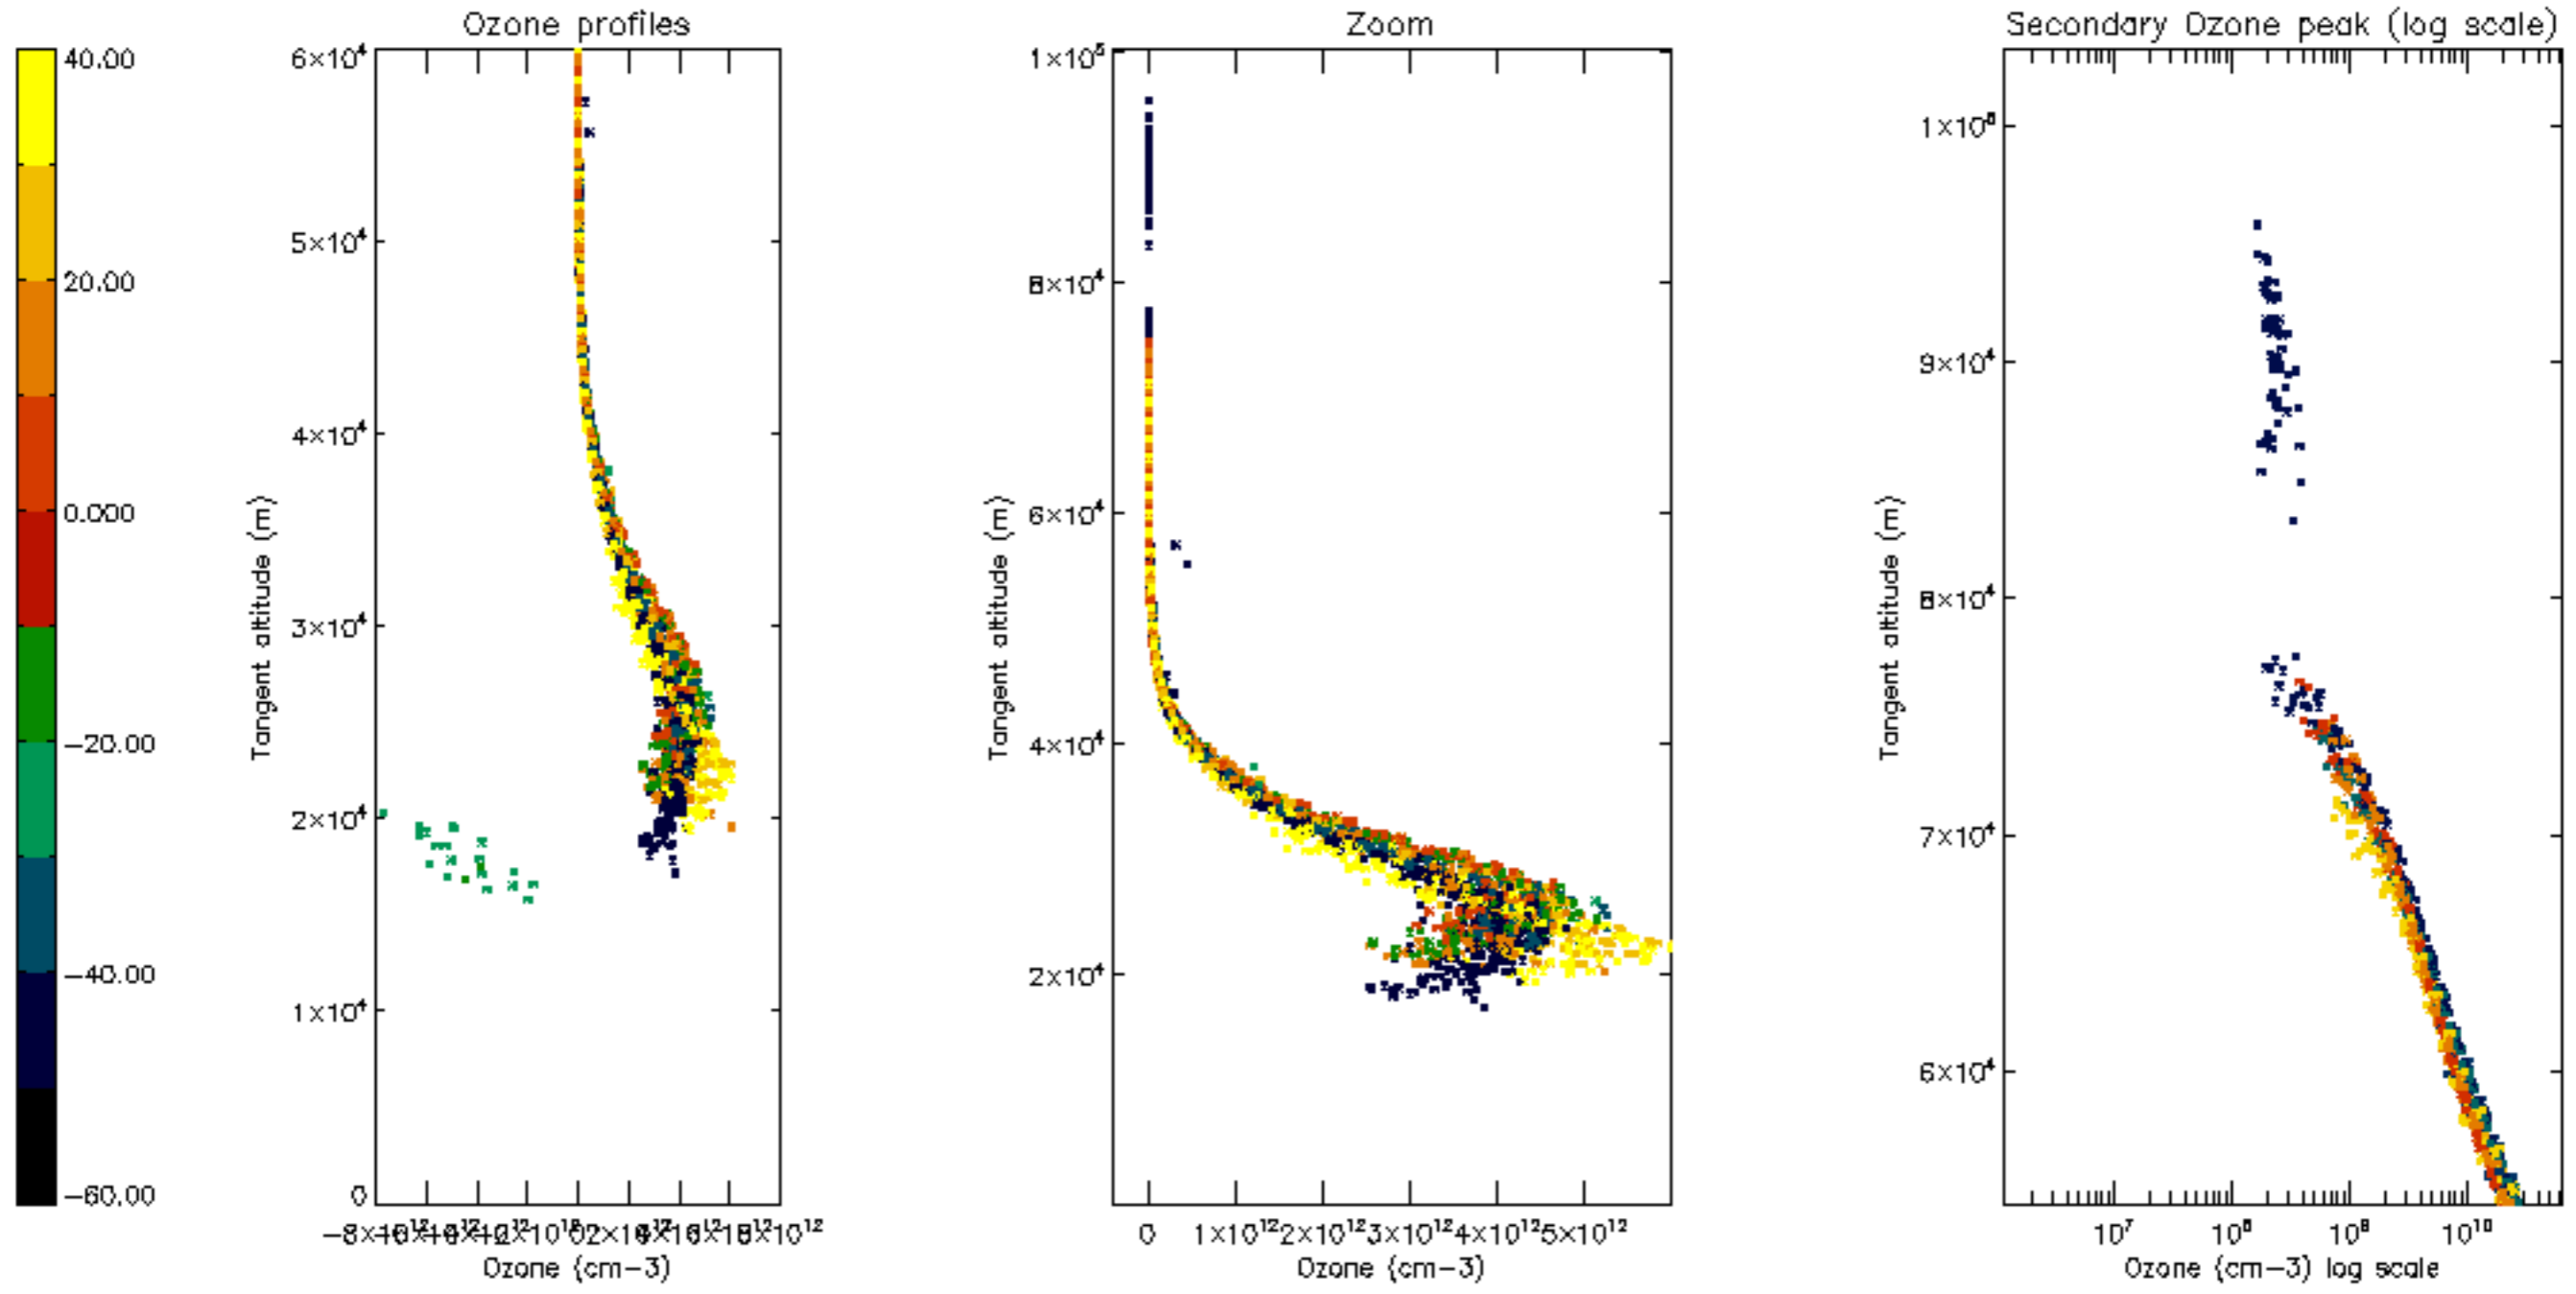 Ozone profiles
Zoom
Secondary Ozone peak (log scale)
40.00
20.00
0.000
−20.00
−40.00
−60.00
6×10⁴
5×10⁴
4×10⁴
3×10⁴
2×10⁴
1×10⁴
0
Tangent altitude (m)
Ozone (cm−3)
1×10⁵
8×10⁴
6×10⁴
4×10⁴
2×10⁴
Tangent altitude (m)
0 1×10¹² 2×10¹² 3×10¹² 4×10¹² 5×10¹²
Ozone (cm−3)
1×10⁵
9×10⁴
8×10⁴
7×10⁴
6×10⁴
Tangent altitude (m)
10⁷ 10⁸ 10⁹ 10¹⁰
Ozone (cm−3) log scale